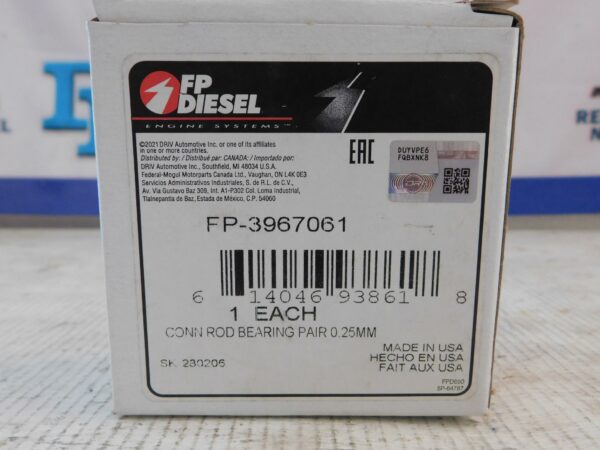 FP
DIESEL
ENGINE SYSTEMS
©2021 DRiV Automotive Inc. or one of its affiliates
in one or more countries.
Distributed by: / Distribué par: CANADA: / Importado por:
DRiV Automotive Inc., Southfield, MI 48034 U.S.A.
Federal-Mogul Motorparts Canada Ltd., Vaughan, ON L4K 0E3
Servicios Administrativos Industriales, S. de R.L. de C.V.,
Av. Vía Gustavo Baz 309, Int. A1-P302 Col. Loma Industrial,
Tlalnepantla de Baz, Estado de México, C.P. 54060
EAC
DUYVPE6
FQBXNK8
FP-3967061
6 14046 93861 8
1 EACH
CONN ROD BEARING PAIR 0.25MM
SK 230206
MADE IN USA
HECHO EN USA
FAIT AUX USA